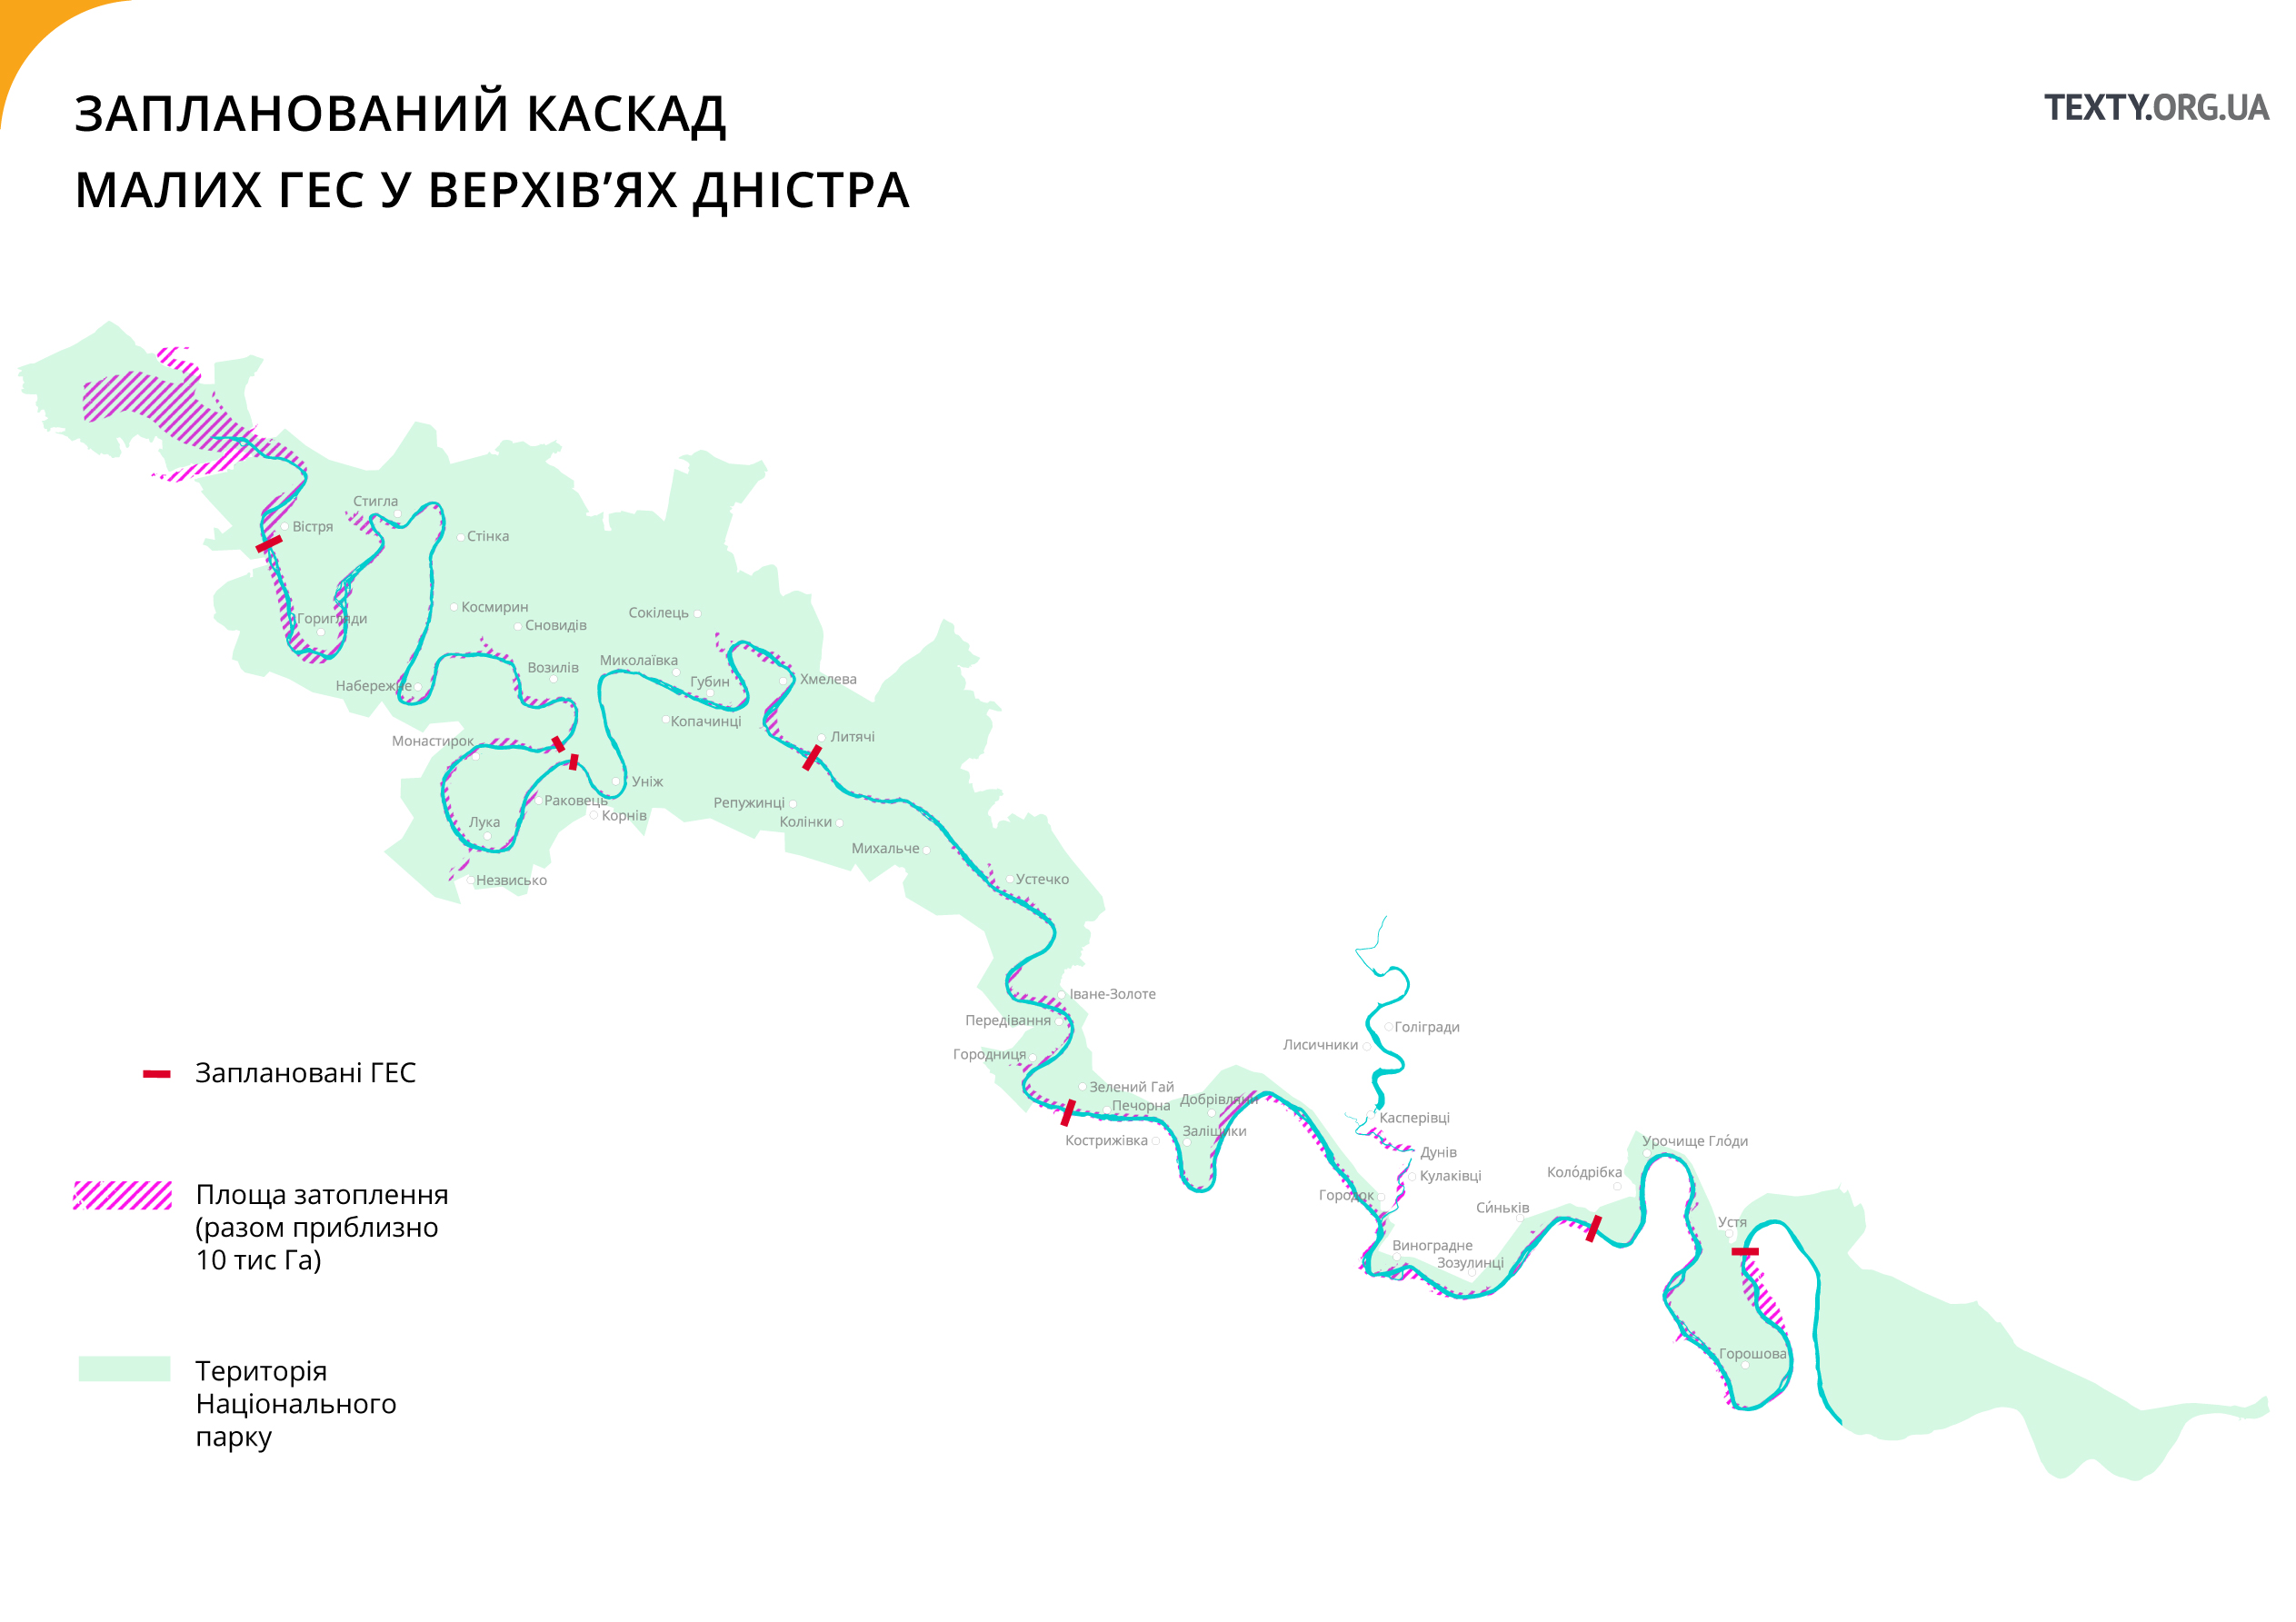 ЗАПЛАНОВАНИЙ КАСКАД
МАЛИХ ГЕС У ВЕРХІВ’ЯХ ДНІСТРА
TEXTY.ORG.UA
Стигла
Вістря
Стінка
Горигляди
Космирин
Сновидів
Сокілець
Возилів
Миколаївка
Набережне
Губин
Хмелева
Копачинці
Монастирок
Литячі
Уніж
Раковець
Репужинці
Корнів
Лука
Колінки
Михальче
Незвисько
Устечко
Іване-Золоте
Передівання
Городниця
Голігради
Лисичники
Зелений Гай
Печорна
Добрівляни
Касперівці
Заліщики
Кострижівка
Урочище Гло́ди
Дунів
Коло́дрібка
Кулаківці
Городок
Си́ньків
Устя
Виноградне
Зозулинці
Горошова
Заплановані ГЕС
Площа затоплення
(разом приблизно
10 тис Га)
Територія
Національного
парку